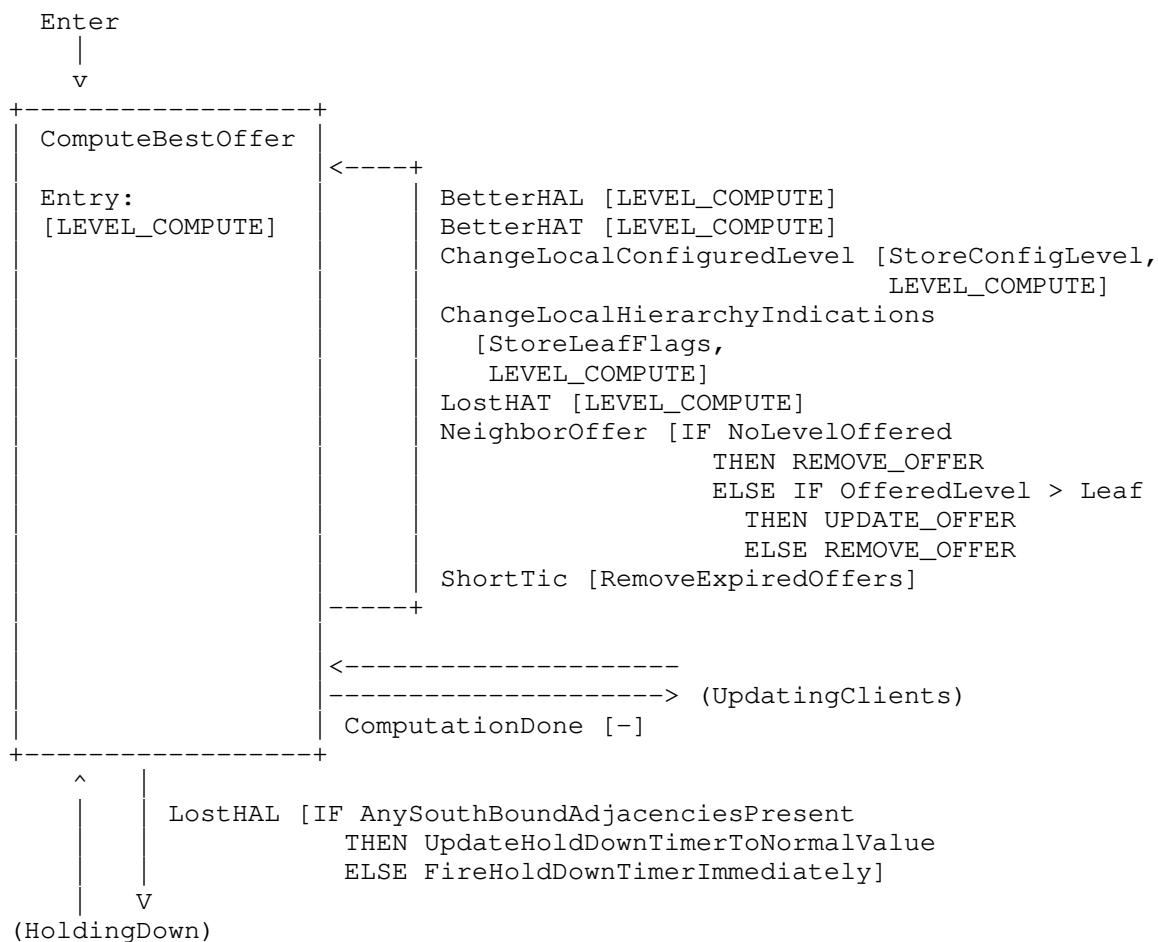 Enter
ComputeBestOffer
Entry:
[LEVEL_COMPUTE]
BetterHAL [LEVEL_COMPUTE]
BetterHAT [LEVEL_COMPUTE]
ChangeLocalConfiguredLevel [StoreConfigLevel,
LEVEL_COMPUTE]
ChangeLocalHierarchyIndications
[StoreLeafFlags,
LEVEL_COMPUTE]
LostHAT [LEVEL_COMPUTE]
NeighborOffer [IF NoLevelOffered
THEN REMOVE_OFFER
ELSE IF OfferedLevel > Leaf
THEN UPDATE_OFFER
ELSE REMOVE_OFFER
ShortTic [RemoveExpiredOffers]
(UpdatingClients)
ComputationDone [-]
LostHAL [IF AnySouthBoundAdjacenciesPresent
THEN UpdateHoldDownTimerToNormalValue
ELSE FireHoldDownTimerImmediately]
(HoldingDown)